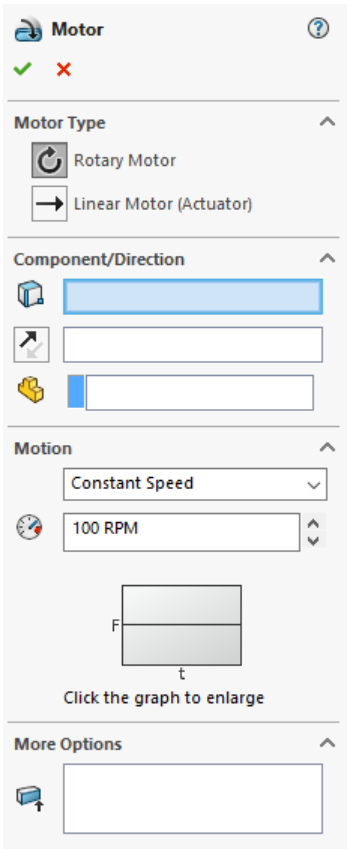 Motor
Motor Type
Rotary Motor
Linear Motor (Actuator)
Component/Direction
Motion
Constant Speed
100 RPM
F
t
Click the graph to enlarge
More Options